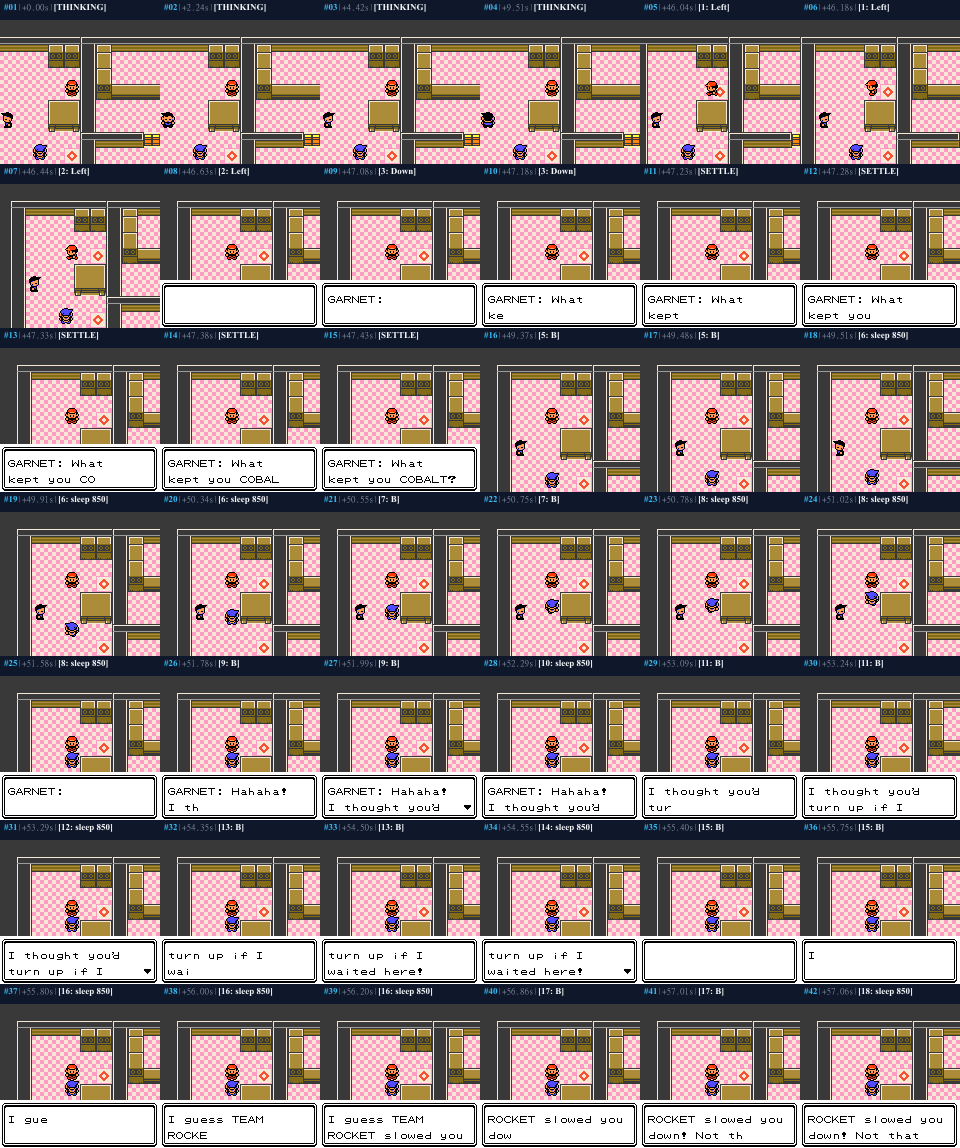 #01|+0.00s|[THINKING]
#02|+2.24s|[THINKING]
#03|+4.42s|[THINKING]
#04|+9.51s|[THINKING]
#05|+46.04s|[1: Left]
#06|+46.18s|[1: Left]
#07|+46.44s|[2: Left]
#08|+46.63s|[2: Left]
#09|+47.08s|[3: Down]
#10|+47.18s|[3: Down]
#11|+47.23s|[SETTLE]
#12|+47.28s|[SETTLE]
GARNET:
GARNET: What
ke
GARNET: What
kept
GARNET: What
kept you
#13|+47.33s|[SETTLE]
#14|+47.38s|[SETTLE]
#15|+47.43s|[SETTLE]
#16|+49.37s|[5: B]
#17|+49.48s|[5: B]
#18|+49.51s|[6: sleep 850]
GARNET: What
kept you CO
GARNET: What
kept you COBAL
GARNET: What
kept you COBALT?
#19|+49.91s|[6: sleep 850]
#20|+50.34s|[6: sleep 850]
#21|+50.55s|[7: B]
#22|+50.75s|[7: B]
#23|+50.78s|[8: sleep 850]
#24|+51.02s|[8: sleep 850]
#25|+51.58s|[8: sleep 850]
#26|+51.78s|[9: B]
#27|+51.99s|[9: B]
#28|+52.29s|[10: sleep 850]
#29|+53.09s|[11: B]
#30|+53.24s|[11: B]
GARNET:
GARNET: Hahaha!
I th
GARNET: Hahaha!
I thought you'd
GARNET: Hahaha!
I thought you'd
I thought you'd
tur
I thought you'd
turn up if I
#31|+53.29s|[12: sleep 850]
#32|+54.35s|[13: B]
#33|+54.50s|[13: B]
#34|+54.55s|[14: sleep 850]
#35|+55.40s|[15: B]
#36|+55.75s|[15: B]
I thought you'd
turn up if I
turn up if I
wai
turn up if I
waited here!
turn up if I
waited here!
I
#37|+55.80s|[16: sleep 850]
#38|+56.00s|[16: sleep 850]
#39|+56.20s|[16: sleep 850]
#40|+56.86s|[17: B]
#41|+57.01s|[17: B]
#42|+57.06s|[18: sleep 850]
I gue
I guess TEAM
ROCKE
I guess TEAM
ROCKET slowed you
ROCKET slowed you
dow
ROCKET slowed you
down! Not th
ROCKET slowed you
down! Not that